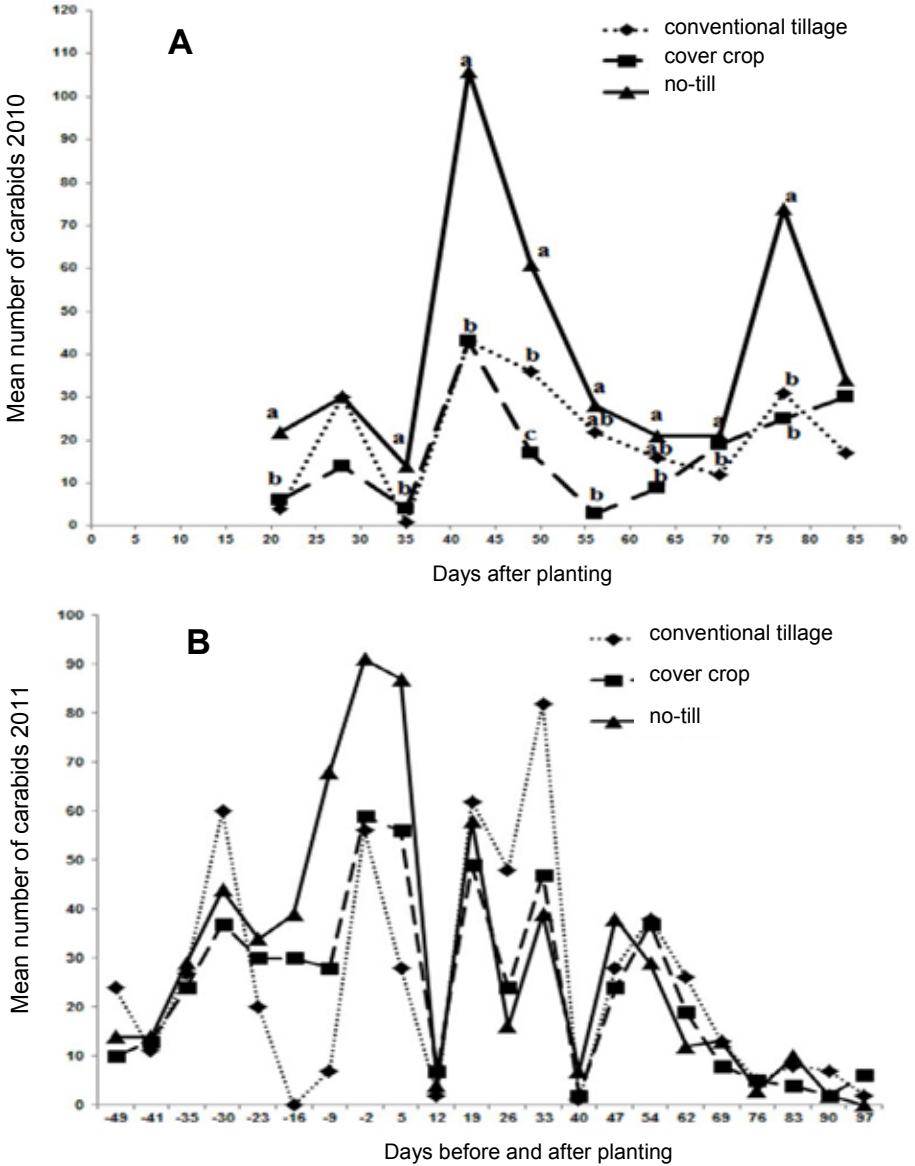 A
conventional tillage
cover crop
no-till
Mean number of carabids 2010
120
110
100
90
80
70
60
50
40
30
20
10
0
a
a
a
a
a
a
a
a
b
b
b
b
c
ab
b
ab
b
b
b
b
0 5 10 15 20 25 30 35 40 45 50 55 60 65 70 75 80 85 90
Days after planting
B
conventional tillage
cover crop
no-till
Mean number of carabids 2011
100
90
80
70
60
50
40
30
20
10
0
-49 -41 -35 -30 -23 -16 -9 -2 5 12 19 26 33 40 47 54 62 69 76 83 90 97
Days before and after planting